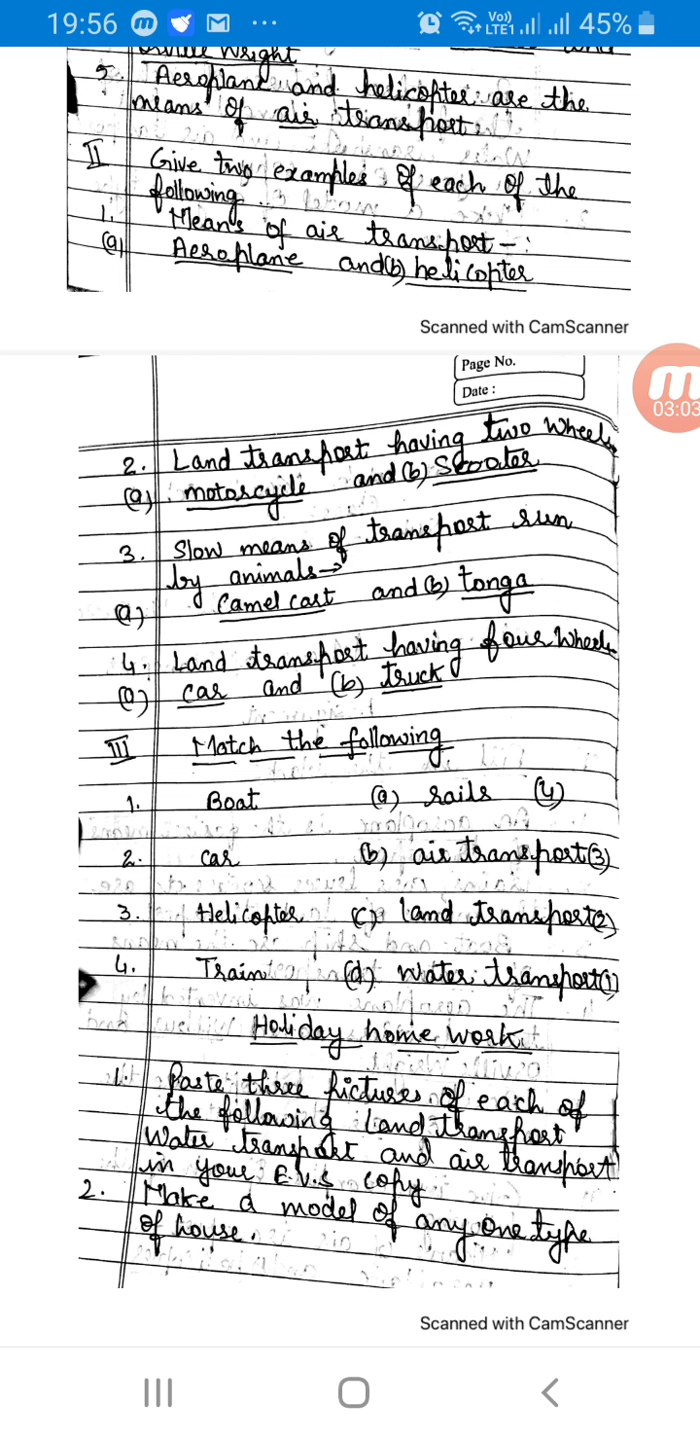 19:56
Vo)) LTE1 45%
Orville Wright
5. Aeroplane and helicopter are the
means of air transport.
II Give two examples of each of the
following
1. Means of air transport - :
(a) Aeroplane and (b) helicopter
Scanned with CamScanner
Page No.
Date :
03:03
2. Land transport having two wheels
(a) motorcycle and (b) Scooter
3. Slow means of transport run
by animals →
(a) Camel cart and (b) tonga
4. Land transport having four wheels
(a) car and (b) truck
III Match the following
1. Boat (a) rails (4)
2. car (b) air transport (3)
3. Helicopter (c) land transport (2)
4. Train (d) water transport (1)
Holiday home work
1. Paste three pictures of each of
the following Land transport
Water transport and air transport
in your E.V.S copy
2. Make a model of any one type
of house.
Scanned with CamScanner